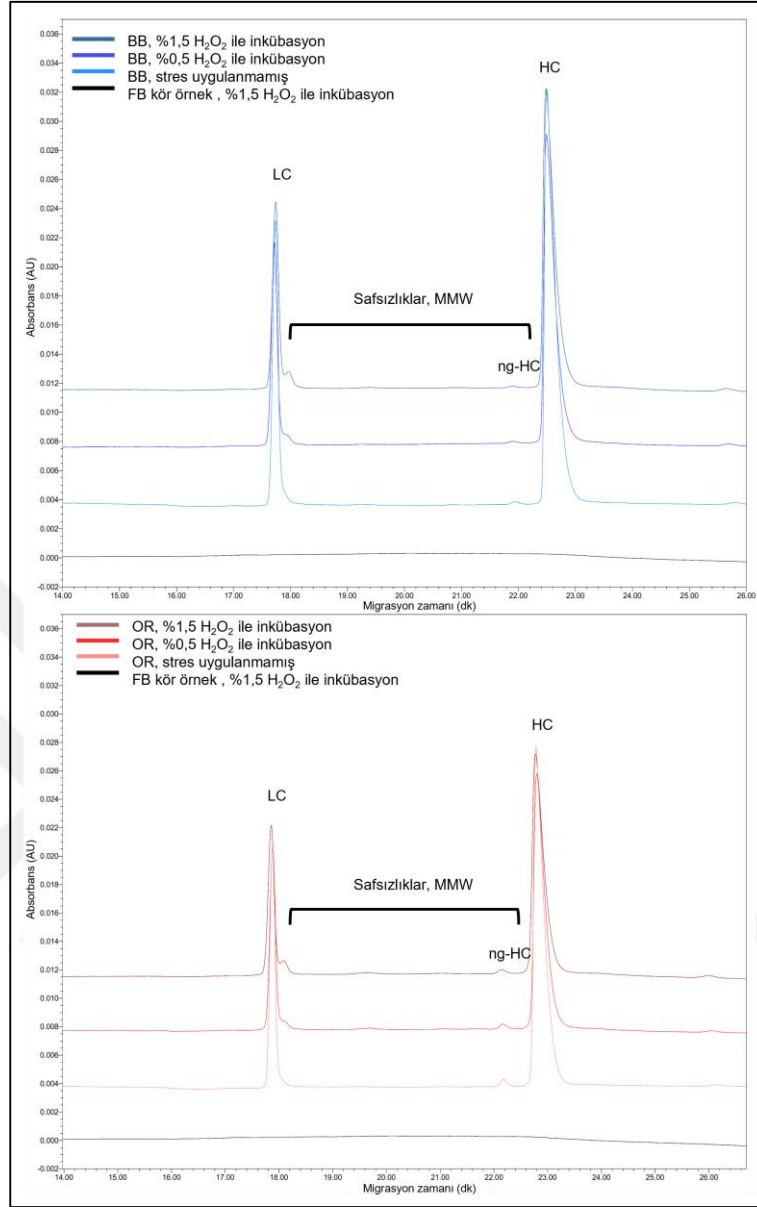 BB, %1,5 H₂O₂ ile inkübasyon
BB, %0,5 H₂O₂ ile inkübasyon
BB, stres uygulanmamış
FB kör örnek , %1,5 H₂O₂ ile inkübasyon
HC
LC
Safsızlıklar, MMW
ng-HC
Absorbans (AU)
0.036
0.034
0.032
0.030
0.028
0.026
0.024
0.022
0.020
0.018
0.016
0.014
0.012
0.010
0.008
0.006
0.004
0.002
0.000
-0.002
14.00 15.00 16.00 17.00 18.00 19.00 20.00 21.00 22.00 23.00 24.00 25.00 26.00
Migrasyon zamanı (dk)
OR, %1,5 H₂O₂ ile inkübasyon
OR, %0,5 H₂O₂ ile inkübasyon
OR, stres uygulanmamış
FB kör örnek , %1,5 H₂O₂ ile inkübasyon
HC
LC
Safsızlıklar, MMW
ng-HC
Absorbans (AU)
0.036
0.034
0.032
0.030
0.028
0.026
0.024
0.022
0.020
0.018
0.016
0.014
0.012
0.010
0.008
0.006
0.004
0.002
0.000
-0.002
14.00 15.00 16.00 17.00 18.00 19.00 20.00 21.00 22.00 23.00 24.00 25.00 26.00
Migrasyon zamanı (dk)